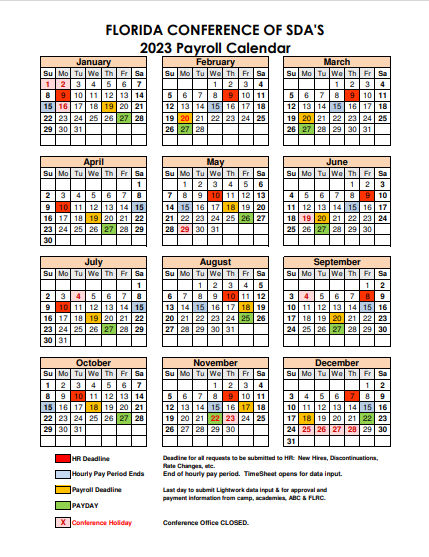 FLORIDA CONFERENCE OF SDA'S
2023 Payroll Calendar
January
Su Mo Tu We Th Fr Sa
1 2 3 4 5 6 7
8 9 10 11 12 13 14
15 16 17 18 19 20 21
22 23 24 25 26 27 28
29 30 31
February
Su Mo Tu We Th Fr Sa
1 2 3 4
5 6 7 8 9 10 11
12 13 14 15 16 17 18
19 20 21 22 23 24 25
26 27 28
March
Su Mo Tu We Th Fr Sa
1 2 3 4
5 6 7 8 9 10 11
12 13 14 15 16 17 18
19 20 21 22 23 24 25
26 27 28 29 30 31
April
Su Mo Tu We Th Fr Sa
1
2 3 4 5 6 7 8
9 10 11 12 13 14 15
16 17 18 19 20 21 22
23 24 25 26 27 28 29
30
May
Su Mo Tu We Th Fr Sa
1 2 3 4 5 6
7 8 9 10 11 12 13
14 15 16 17 18 19 20
21 22 23 24 25 26 27
28 29 30 31
June
Su Mo Tu We Th Fr Sa
1 2 3
4 5 6 7 8 9 10
11 12 13 14 15 16 17
18 19 20 21 22 23 24
25 26 27 28 29 30
July
Su Mo Tu We Th Fr Sa
1
2 3 4 5 6 7 8
9 10 11 12 13 14 15
16 17 18 19 20 21 22
23 24 25 26 27 28 29
30 31
August
Su Mo Tu We Th Fr Sa
1 2 3 4 5
6 7 8 9 10 11 12
13 14 15 16 17 18 19
20 21 22 23 24 25 26
27 28 29 30 31
September
Su Mo Tu We Th Fr Sa
1 2
3 4 5 6 7 8 9
10 11 12 13 14 15 16
17 18 19 20 21 22 23
24 25 26 27 28 29 30
October
Su Mo Tu We Th Fr Sa
1 2 3 4 5 6 7
8 9 10 11 12 13 14
15 16 17 18 19 20 21
22 23 24 25 26 27 28
29 30 31
November
Su Mo Tu We Th Fr Sa
1 2 3 4
5 6 7 8 9 10 11
12 13 14 15 16 17 18
19 20 21 22 23 24 25
26 27 28 29 30
December
Su Mo Tu We Th Fr Sa
1 2
3 4 5 6 7 8 9
10 11 12 13 14 15 16
17 18 19 20 21 22 23
24 25 26 27 28 29 30
31
HR Deadline
Deadline for all requests to be submitted to HR: New Hires, Discontinuations,
Rate Changes, etc.
Hourly Pay Period Ends
End of hourly pay period. TimeSheet opens for data input.
Payroll Deadline
Last day to submit Lightwork data input & for approval and
payment information from camp, academies, ABC & FLRC.
PAYDAY
X Conference Holiday
Conference Office CLOSED.